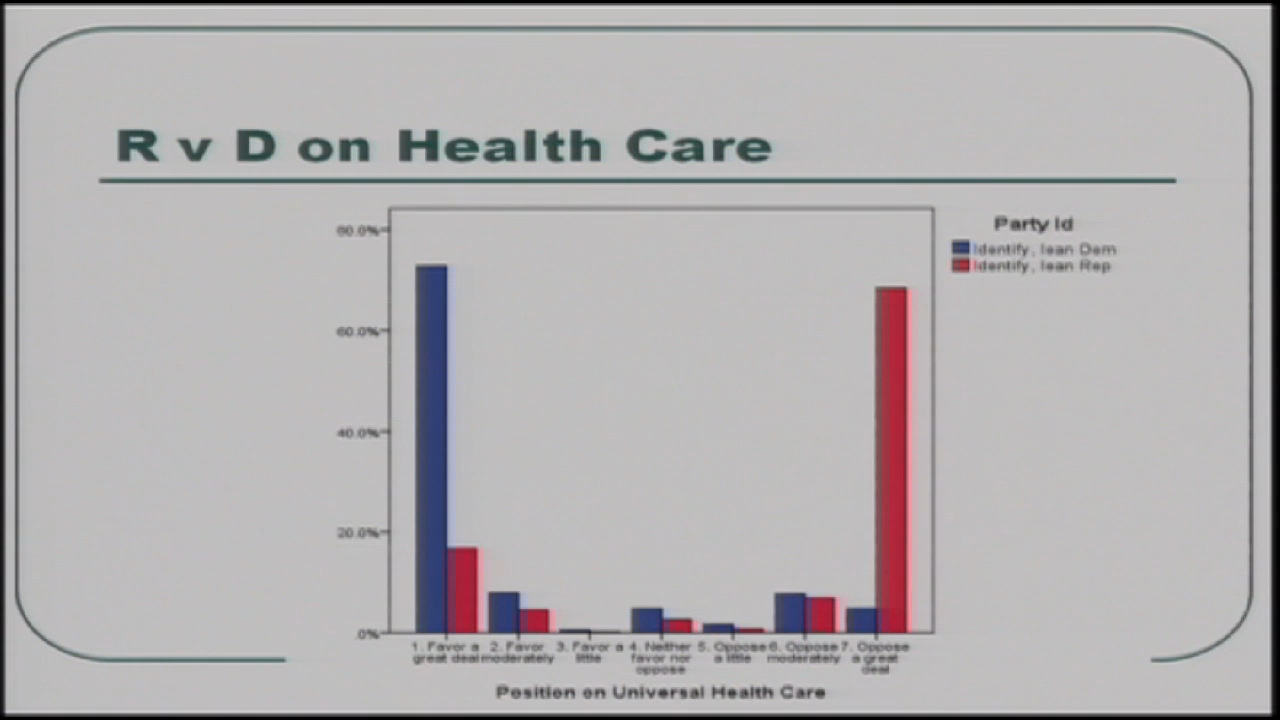 R v D on Health Care
80.0%
60.0%
40.0%
20.0%
.0%
Party Id
Identify, lean Dem
Identify, lean Rep
1. Favor a great deal
2. Favor moderately
3. Favor a little
4. Neither favor nor oppose
5. Oppose a little
6. Oppose moderately
7. Oppose a great deal
Position on Universal Health Care